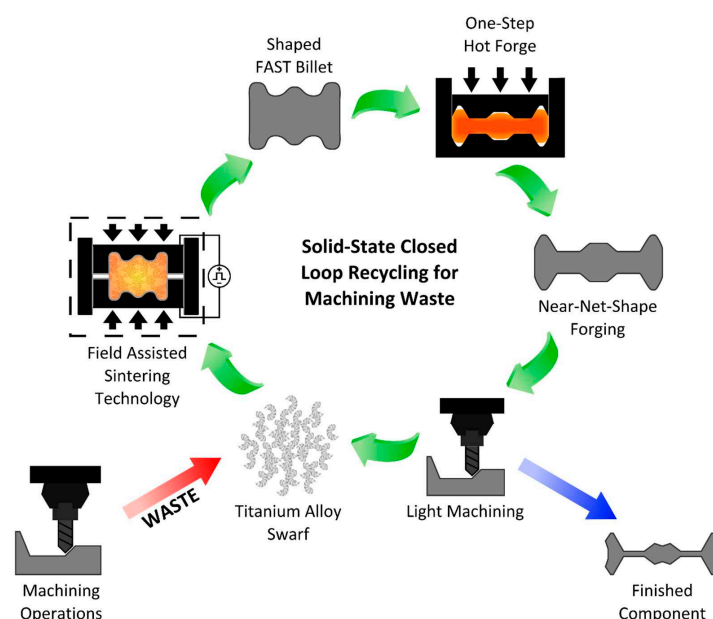 Shaped
FAST Billet
One-Step
Hot Forge
Solid-State Closed
Loop Recycling for
Machining Waste
Near-Net-Shape
Forging
Field Assisted
Sintering
Technology
WASTE
Titanium Alloy
Swarf
Light Machining
Machining
Operations
Finished
Component